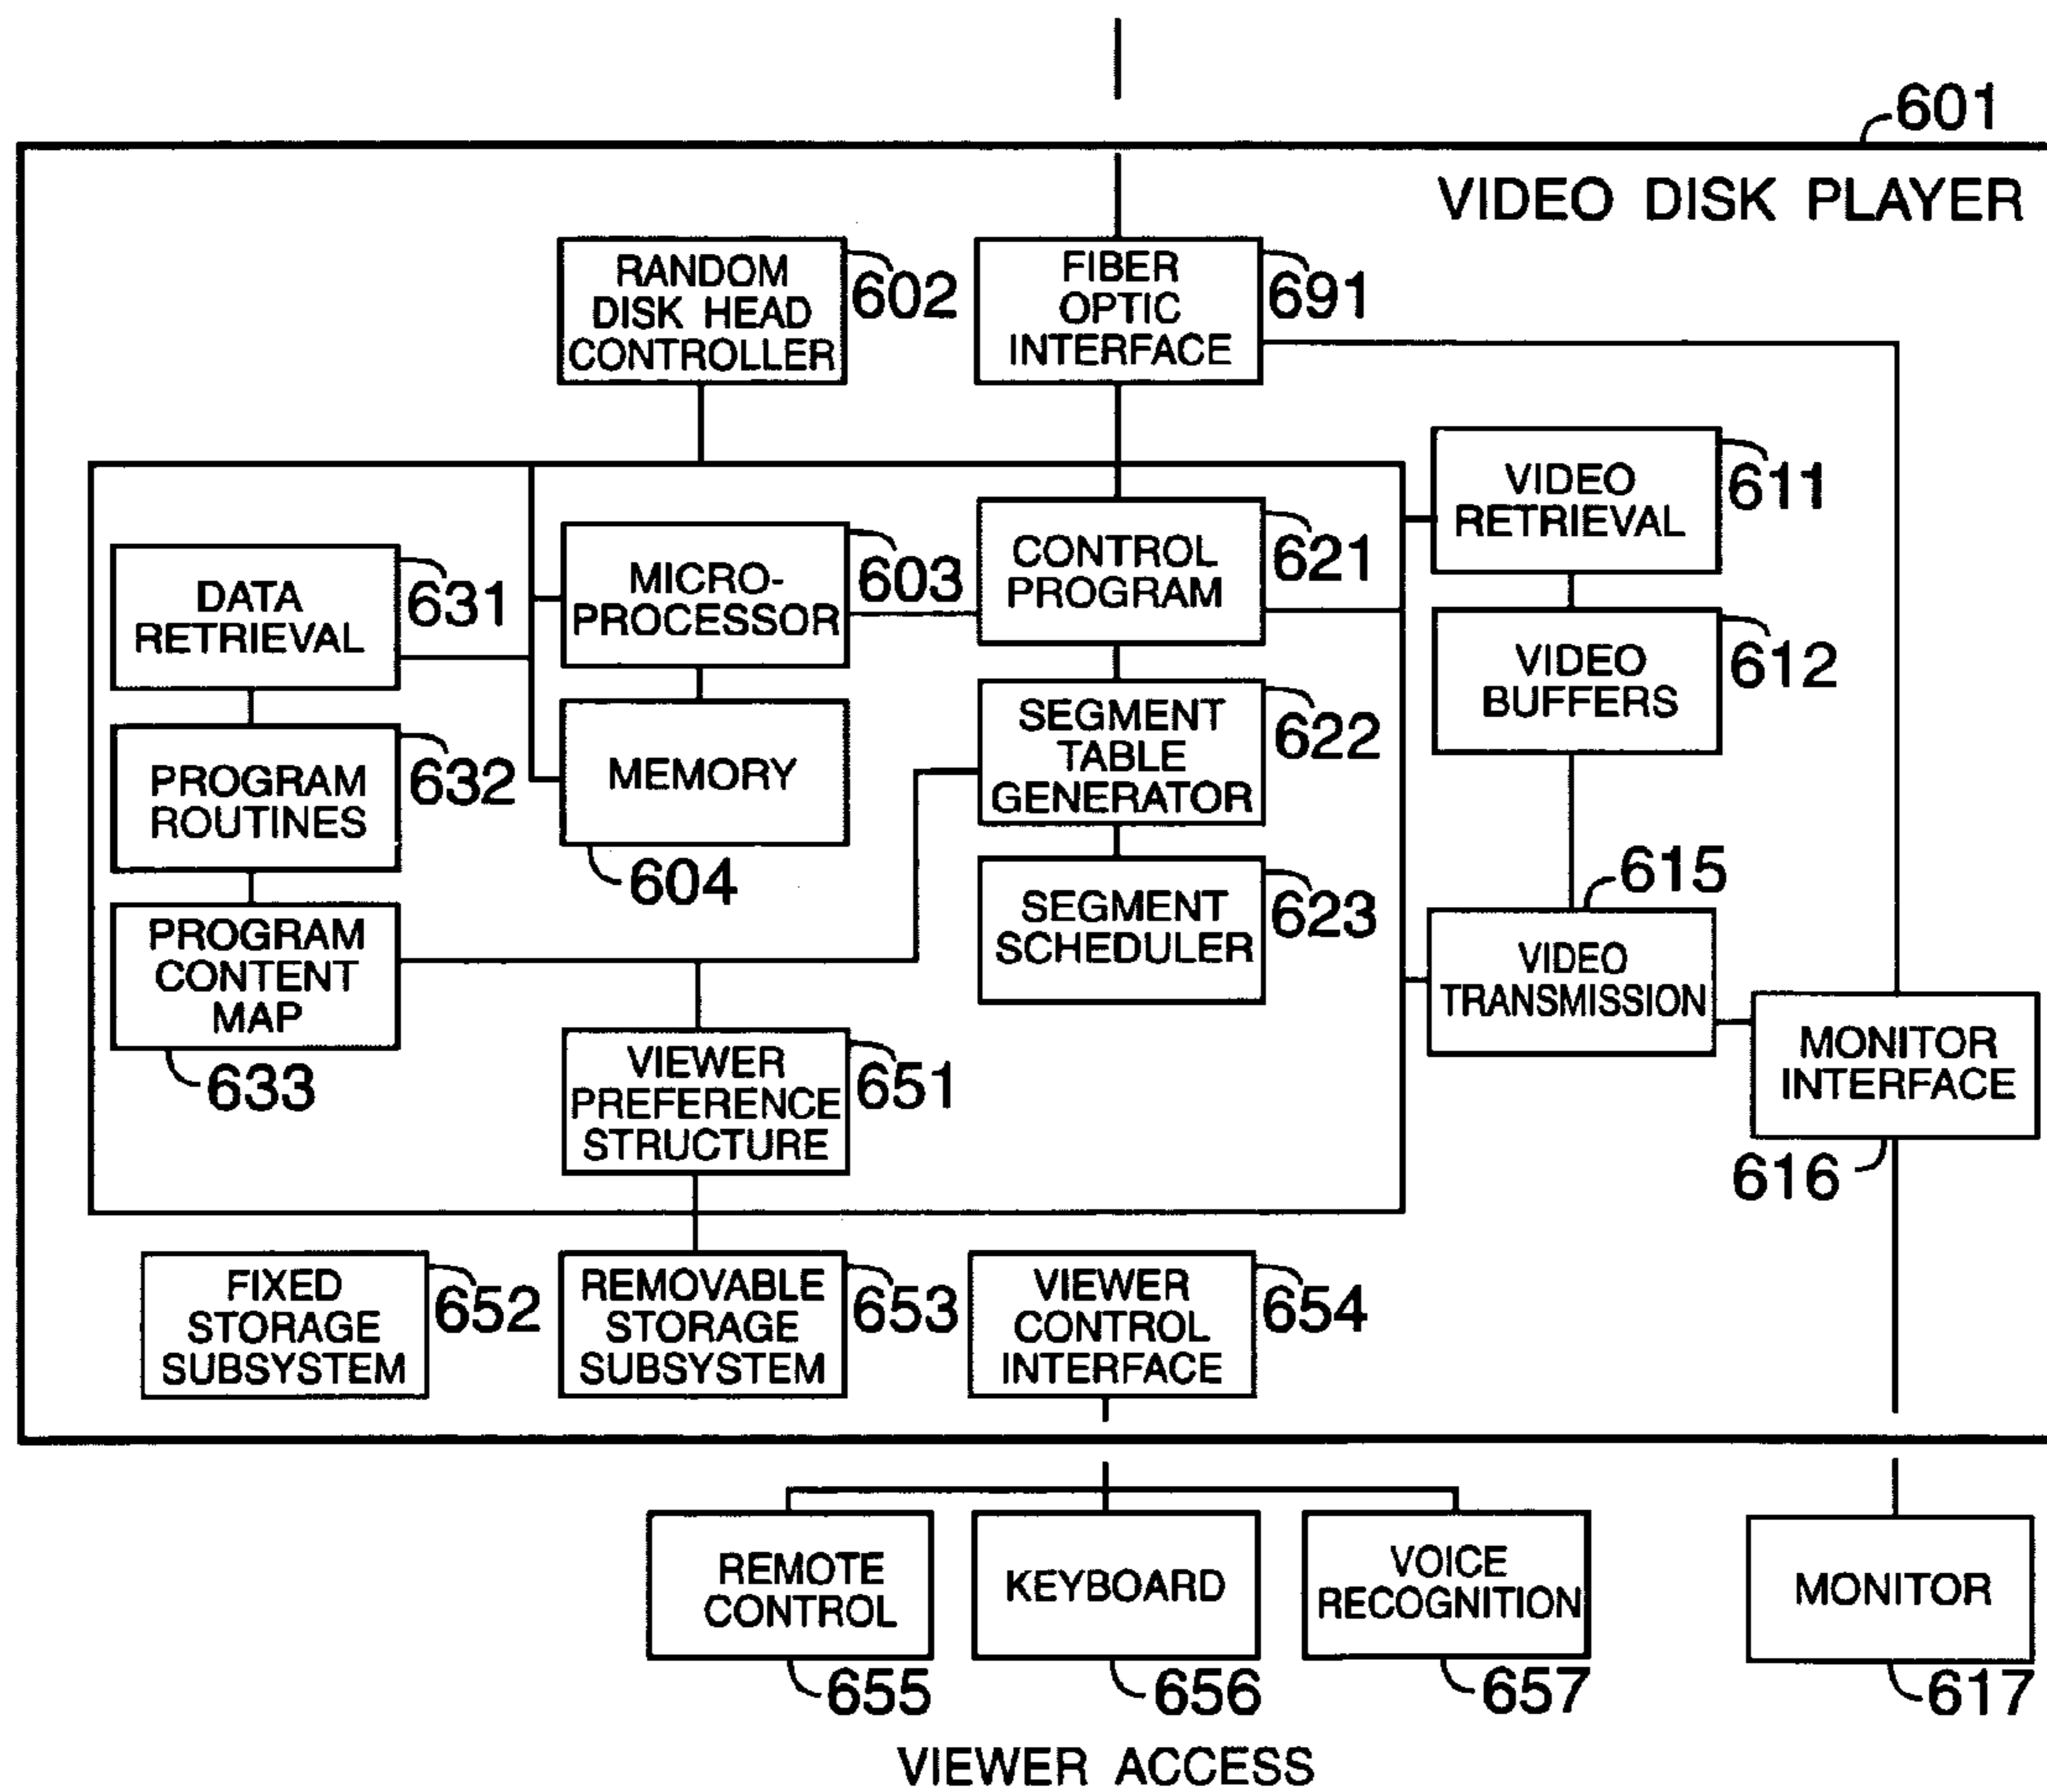 601
VIDEO DISK PLAYER
RANDOM
DISK HEAD
CONTROLLER
602
FIBER
OPTIC
INTERFACE
691
VIDEO
RETRIEVAL
611
DATA
RETRIEVAL
631
MICRO-
PROCESSOR
603
CONTROL
PROGRAM
621
VIDEO
BUFFERS
612
PROGRAM
ROUTINES
632
MEMORY
604
SEGMENT
TABLE
GENERATOR
622
PROGRAM
CONTENT
MAP
633
SEGMENT
SCHEDULER
623
615
VIDEO
TRANSMISSION
VIEWER
PREFERENCE
STRUCTURE
651
MONITOR
INTERFACE
616
FIXED
STORAGE
SUBSYSTEM
652
REMOVABLE
STORAGE
SUBSYSTEM
653
VIEWER
CONTROL
INTERFACE
654
REMOTE
CONTROL
655
KEYBOARD
656
VOICE
RECOGNITION
657
MONITOR
617
VIEWER ACCESS